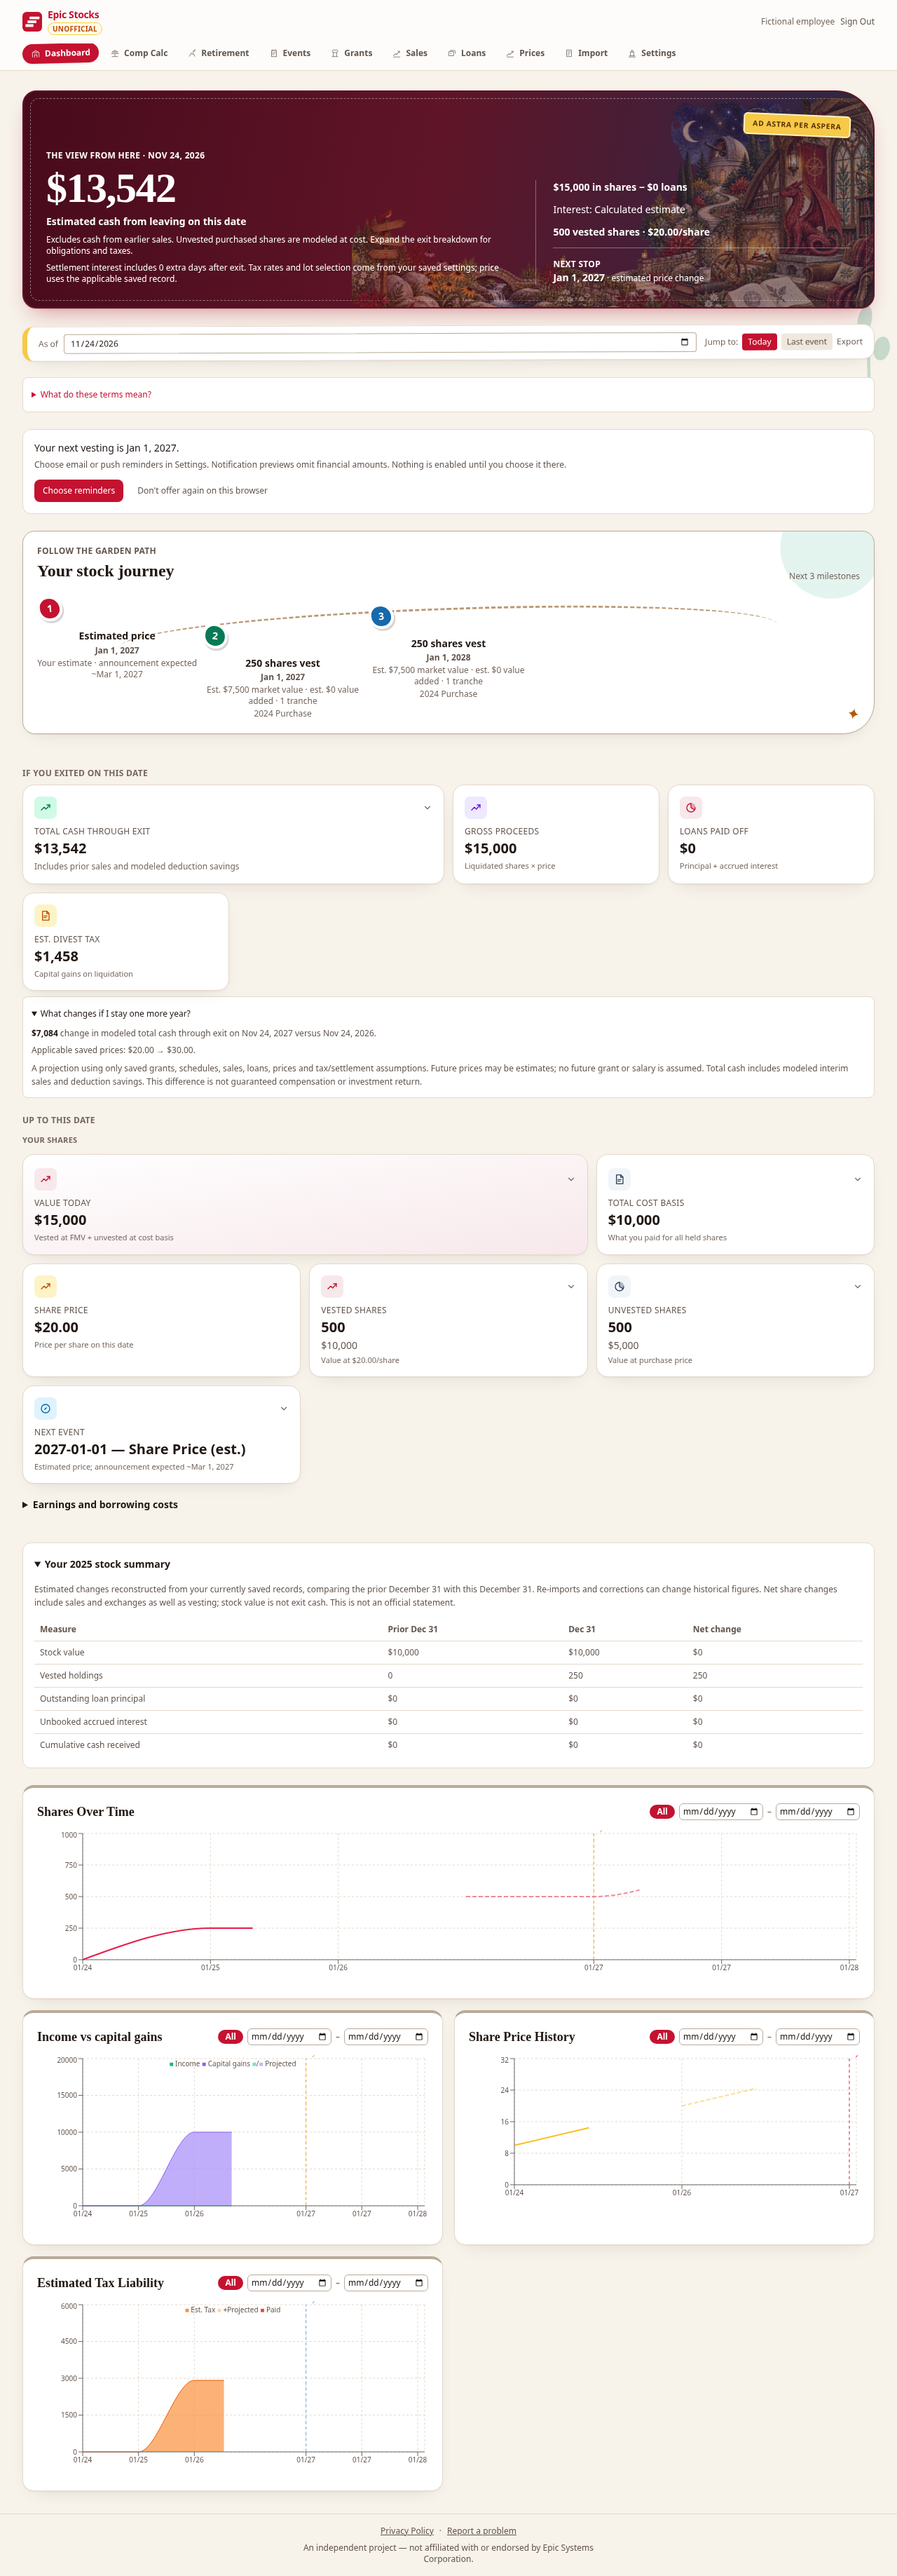 Epic Stocks
UNOFFICIAL
Fictional employee Sign Out
Dashboard Comp Calc Retirement Events Grants Sales Loans Prices Import Settings
AD ASTRA PER ASPERA
THE VIEW FROM HERE · NOV 24, 2026
$13,542
Estimated cash from leaving on this date
Excludes cash from earlier sales. Unvested purchased shares are modeled at cost. Expand the exit breakdown for
obligations and taxes.
Settlement interest includes 0 extra days after exit. Tax rates and lot selection come from your saved settings; price
uses the applicable saved record.
$15,000 in shares − $0 loans
Interest: Calculated estimate
500 vested shares · $20.00/share
NEXT STOP
Jan 1, 2027 · estimated price change
As of 11/24/2026 Jump to: Today Last event Export
What do these terms mean?
Your next vesting is Jan 1, 2027.
Choose email or push reminders in Settings. Notification previews omit financial amounts. Nothing is enabled until you choose it there.
Choose reminders Don't offer again on this browser
FOLLOW THE GARDEN PATH
Your stock journey
Next 3 milestones
1
Estimated price
Jan 1, 2027
Your estimate · announcement expected
~Mar 1, 2027
2
250 shares vest
Jan 1, 2027
Est. $7,500 market value · est. $0 value
added · 1 tranche
2024 Purchase
3
250 shares vest
Jan 1, 2028
Est. $7,500 market value · est. $0 value
added · 1 tranche
2024 Purchase
IF YOU EXITED ON THIS DATE
TOTAL CASH THROUGH EXIT
$13,542
Includes prior sales and modeled deduction savings
GROSS PROCEEDS
$15,000
Liquidated shares × price
LOANS PAID OFF
$0
Principal + accrued interest
EST. DIVEST TAX
$1,458
Capital gains on liquidation
What changes if I stay one more year?
$7,084 change in modeled total cash through exit on Nov 24, 2027 versus Nov 24, 2026.
Applicable saved prices: $20.00 → $30.00.
A projection using only saved grants, schedules, sales, loans, prices and tax/settlement assumptions. Future prices may be estimates; no future grant or salary is assumed. Total cash includes modeled interim
sales and deduction savings. This difference is not guaranteed compensation or investment return.
UP TO THIS DATE
YOUR SHARES
VALUE TODAY
$15,000
Vested at FMV + unvested at cost basis
TOTAL COST BASIS
$10,000
What you paid for all held shares
SHARE PRICE
$20.00
Price per share on this date
VESTED SHARES
500
$10,000
Value at $20.00/share
UNVESTED SHARES
500
$5,000
Value at purchase price
NEXT EVENT
2027-01-01 — Share Price (est.)
Estimated price; announcement expected ~Mar 1, 2027
Earnings and borrowing costs
Your 2025 stock summary
Estimated changes reconstructed from your currently saved records, comparing the prior December 31 with this December 31. Re-imports and corrections can change historical figures. Net share changes
include sales and exchanges as well as vesting; stock value is not exit cash. This is not an official statement.
Measure Prior Dec 31 Dec 31 Net change
Stock value $10,000 $10,000 $0
Vested holdings 0 250 250
Outstanding loan principal $0 $0 $0
Unbooked accrued interest $0 $0 $0
Cumulative cash received $0 $0 $0
Shares Over Time
All mm/dd/yyyy – mm/dd/yyyy
1000
750
500
250
0
01/24 01/25 01/26 01/27 01/27 01/28
Income vs capital gains
All mm/dd/yyyy – mm/dd/yyyy
Income Capital gains / Projected
20000
15000
10000
5000
0
01/24 01/25 01/26 01/27 01/27 01/28
Share Price History
All mm/dd/yyyy – mm/dd/yyyy
32
24
16
8
0
01/24 01/26 01/27
Estimated Tax Liability
All mm/dd/yyyy – mm/dd/yyyy
Est. Tax +Projected Paid
6000
4500
3000
1500
0
01/24 01/25 01/26 01/27 01/27 01/28
Privacy Policy · Report a problem
An independent project — not affiliated with or endorsed by Epic Systems
Corporation.